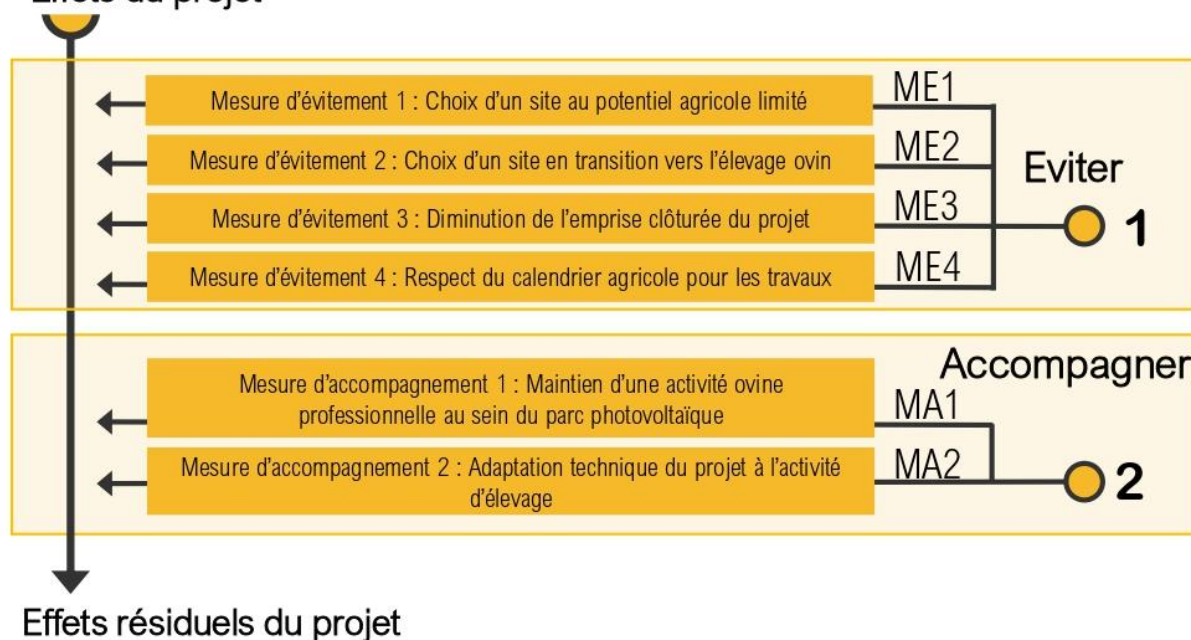 Effets du projet
Mesure d'évitement 1 : Choix d'un site au potentiel agricole limité
ME1
Mesure d'évitement 2 : Choix d'un site en transition vers l'élevage ovin
ME2
Eviter
Mesure d'évitement 3 : Diminution de l'emprise clôturée du projet
ME3
1
Mesure d'évitement 4 : Respect du calendrier agricole pour les travaux
ME4
Accompagner
Mesure d'accompagnement 1 : Maintien d'une activité ovine
professionnelle au sein du parc photovoltaïque
MA1
Mesure d'accompagnement 2 : Adaptation technique du projet à l'activité
d'élevage
MA2
2
Effets résiduels du projet